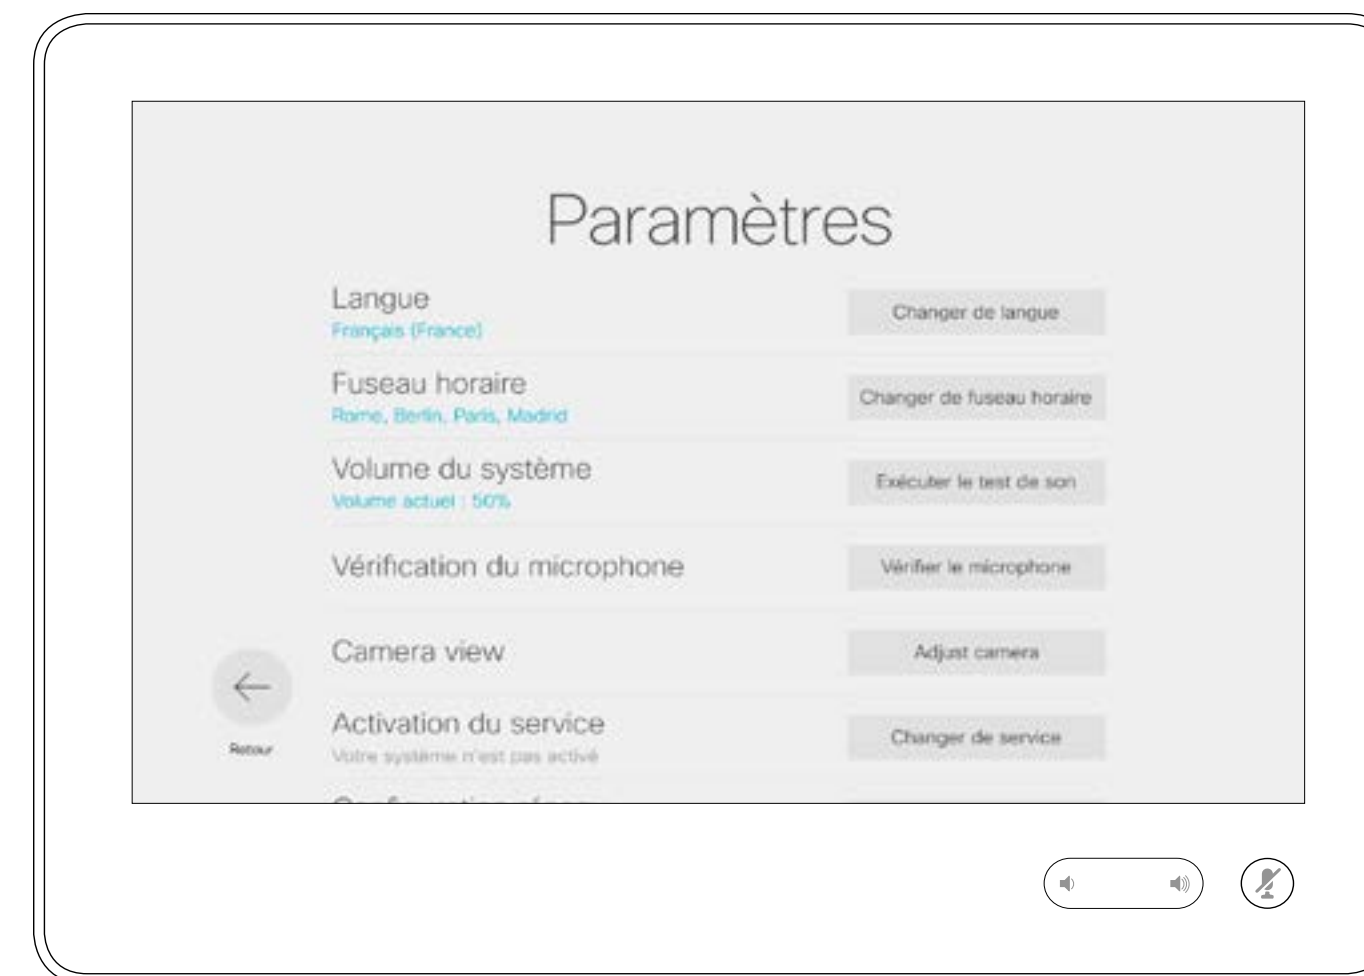 Paramètres
Langue
Français (France)
Changer de langue
Fuseau horaire
Rome, Berlin, Paris, Madrid
Changer de fuseau horaire
Volume du système
Volume actuel : 50%
Exécuter le test de son
Vérification du microphone
Vérifier le microphone
Camera view
Adjust camera
Retour
Activation du service
Votre système n'est pas activé
Changer de service